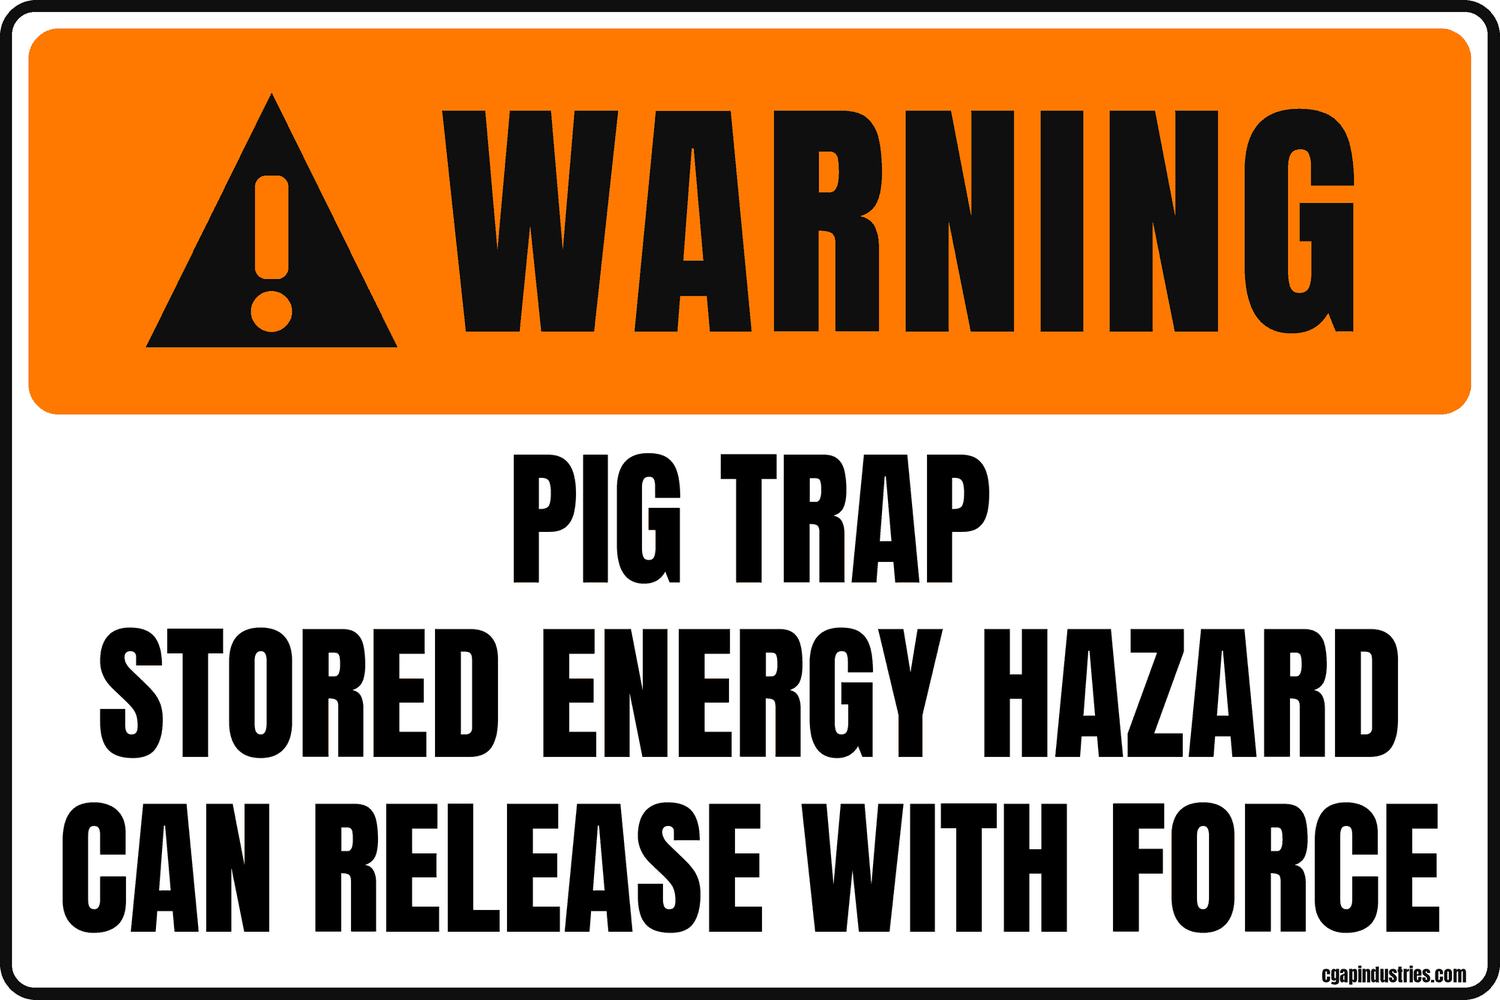 WARNING
PIG TRAP
STORED ENERGY HAZARD
CAN RELEASE WITH FORCE
cgapindustries.com